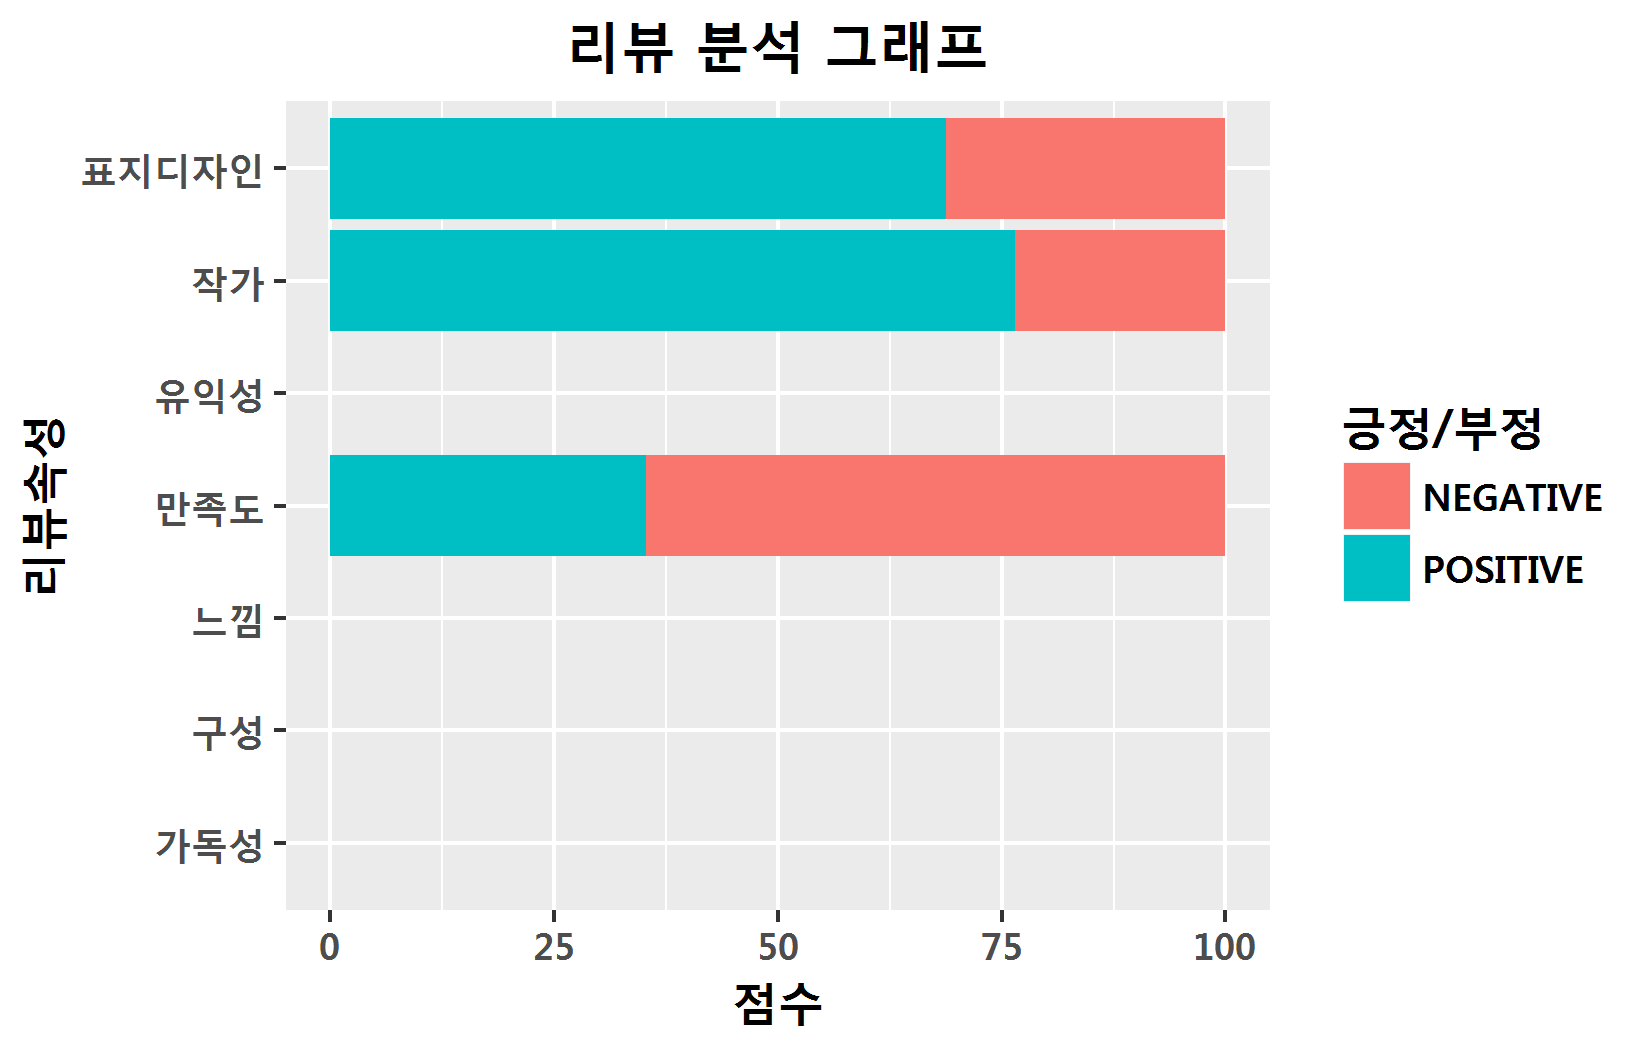 리뷰 분석 그래프
리뷰속성
표지디자인
작가
유익성
만족도
느낌
구성
가독성
0 25 50 75 100
점수
긍정/부정
NEGATIVE
POSITIVE